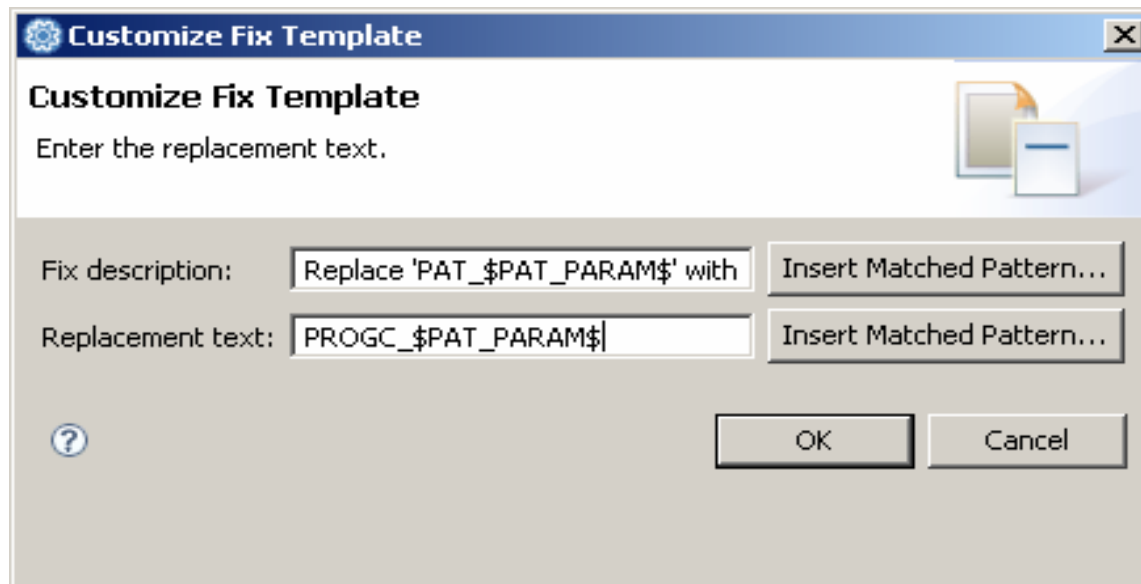 Customize Fix Template
Customize Fix Template
Enter the replacement text.
Fix description: Replace 'PAT_$PAT_PARAM$' with Insert Matched Pattern...
Replacement text: PROGC_$PAT_PARAM$ Insert Matched Pattern...
? OK Cancel